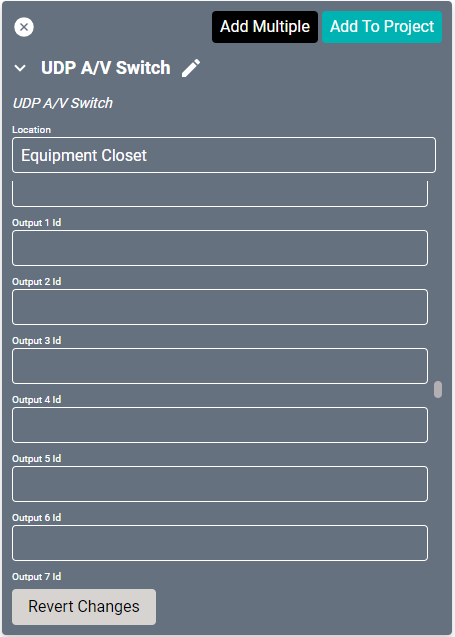 Add Multiple
Add To Project
UDP A/V Switch
UDP A/V Switch
Location
Equipment Closet
Output 1 Id
Output 2 Id
Output 3 Id
Output 4 Id
Output 5 Id
Output 6 Id
Output 7 Id
Revert Changes